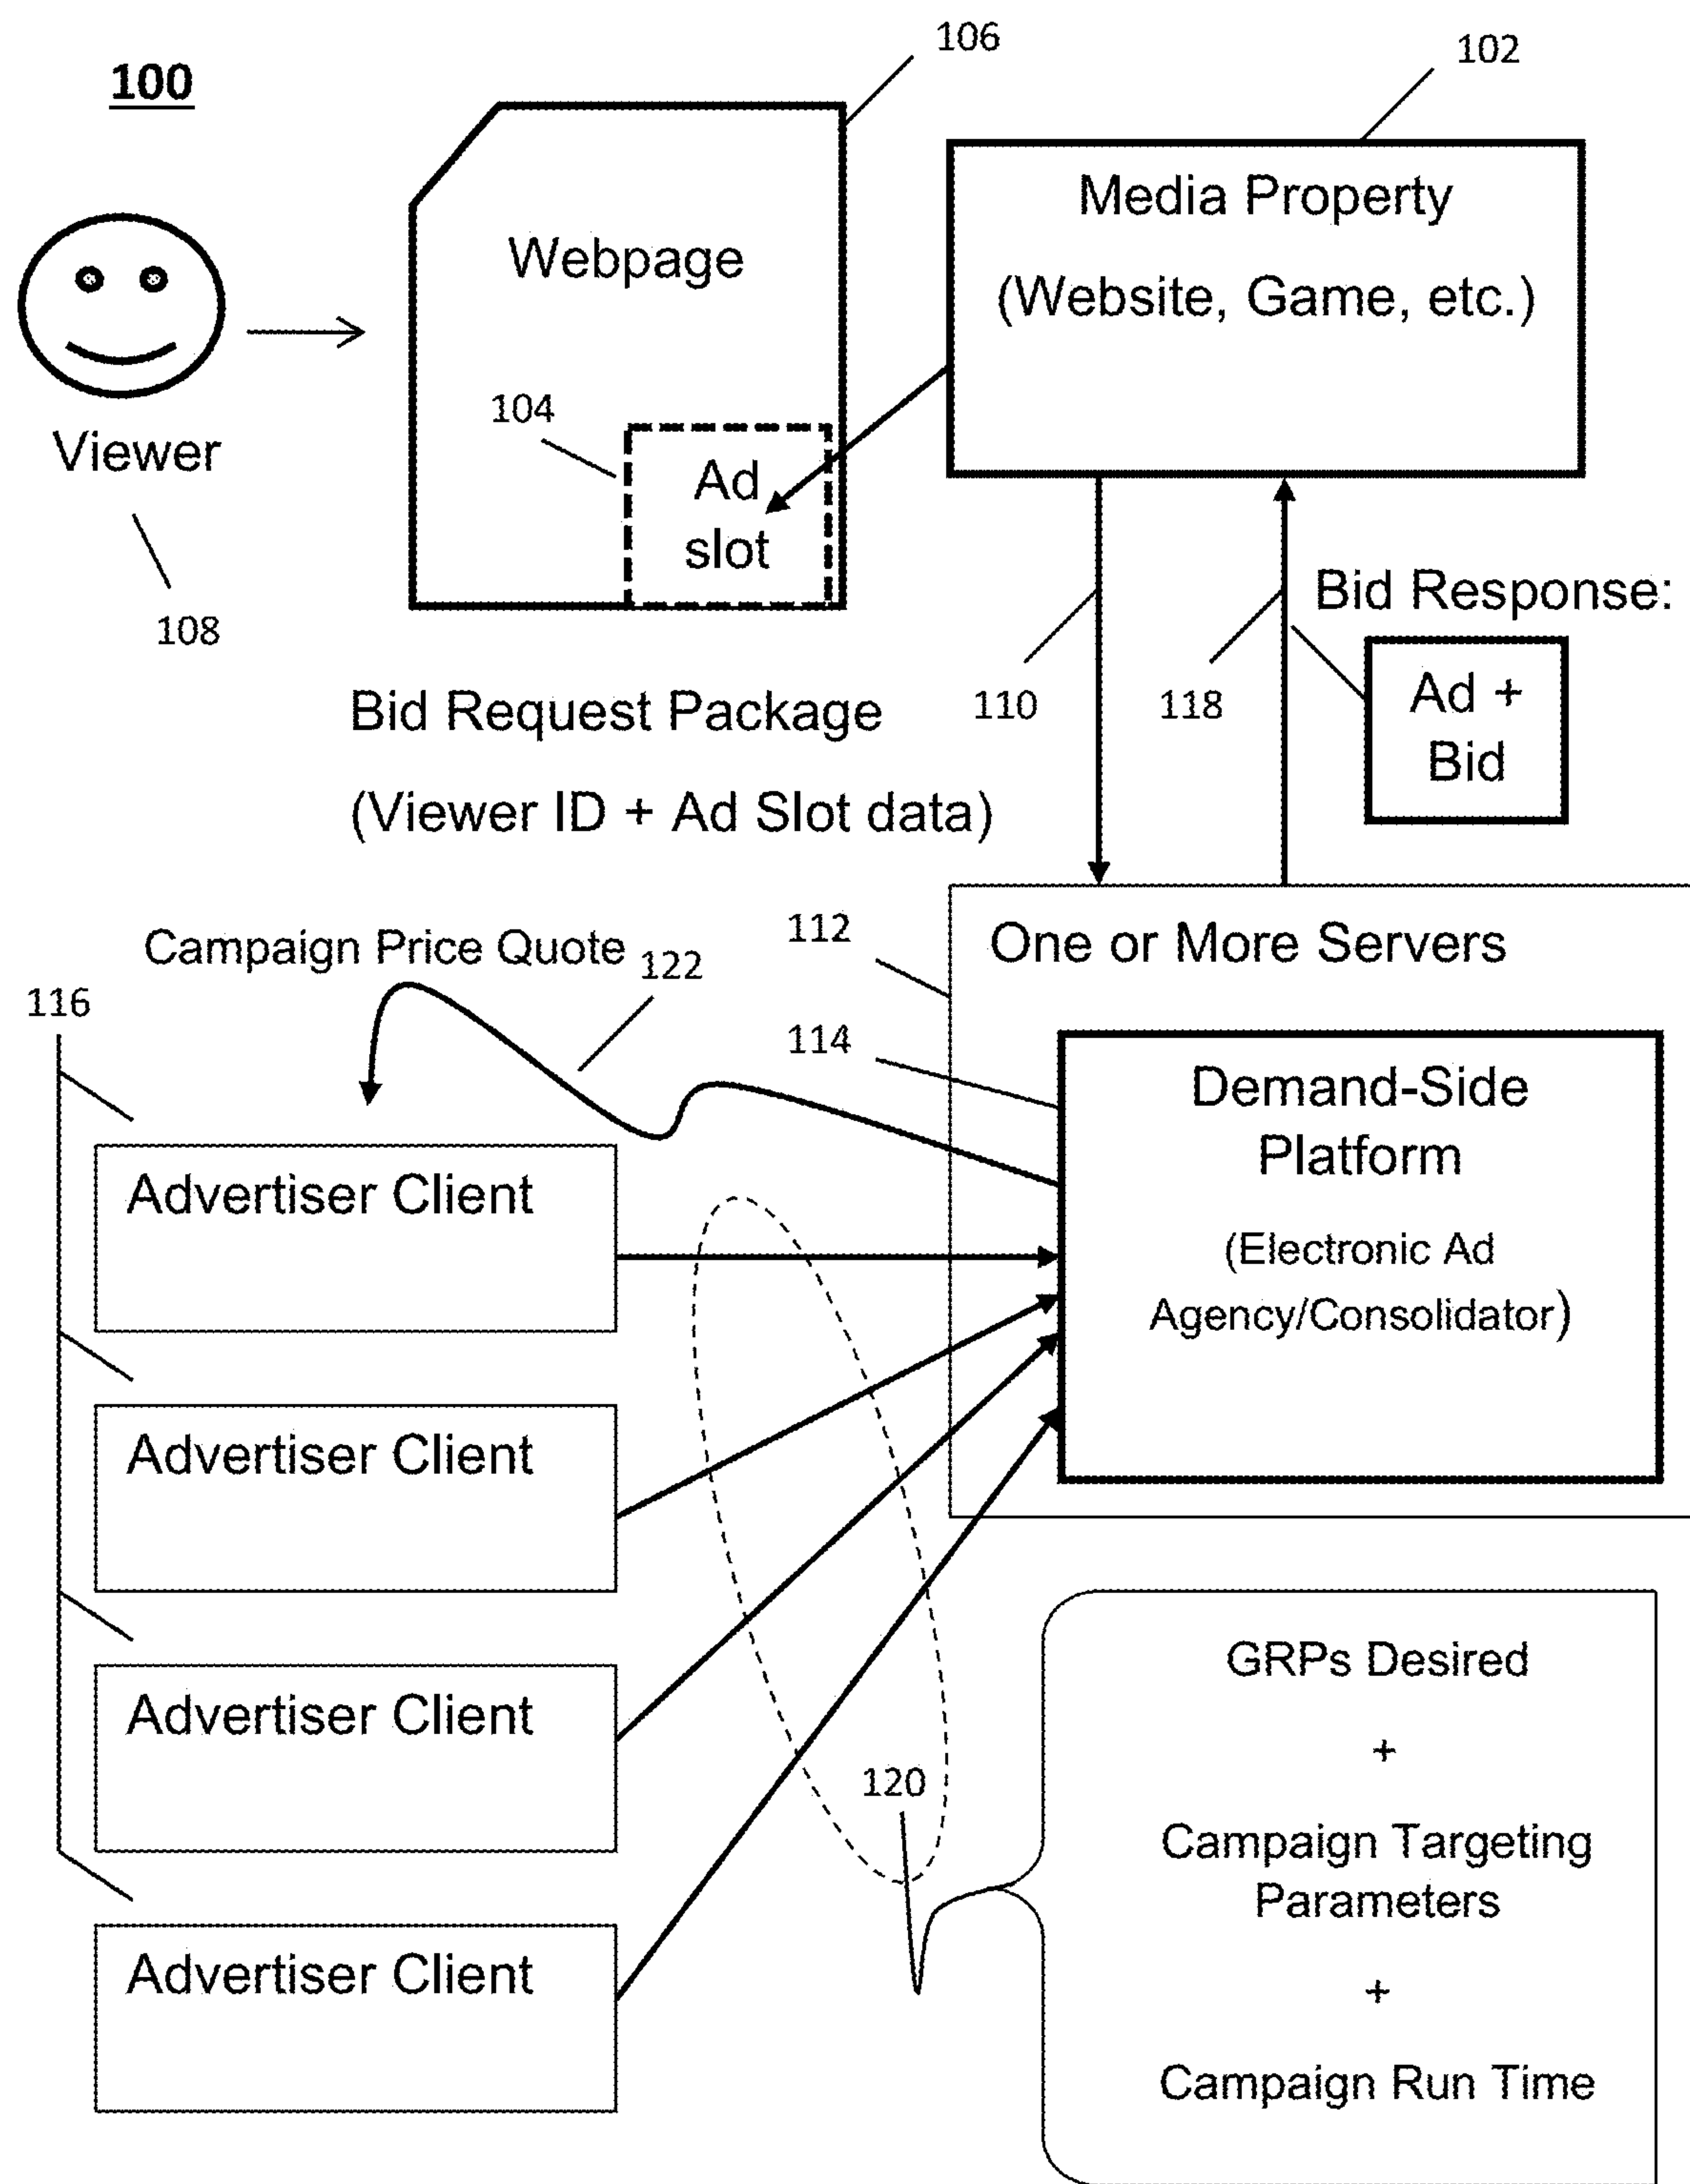 100
106
102
Media Property
(Website, Game, etc.)
Webpage
104
Viewer
Ad
slot
108
Bid Response:
110
118
Ad +
Bid
Bid Request Package
(Viewer ID + Ad Slot data)
112
One or More Servers
Campaign Price Quote
122
116
114
Demand-Side
Platform
(Electronic Ad
Agency/Consolidator)
Advertiser Client
Advertiser Client
Advertiser Client
Advertiser Client
120
GRPs Desired
+
Campaign Targeting
Parameters
+
Campaign Run Time